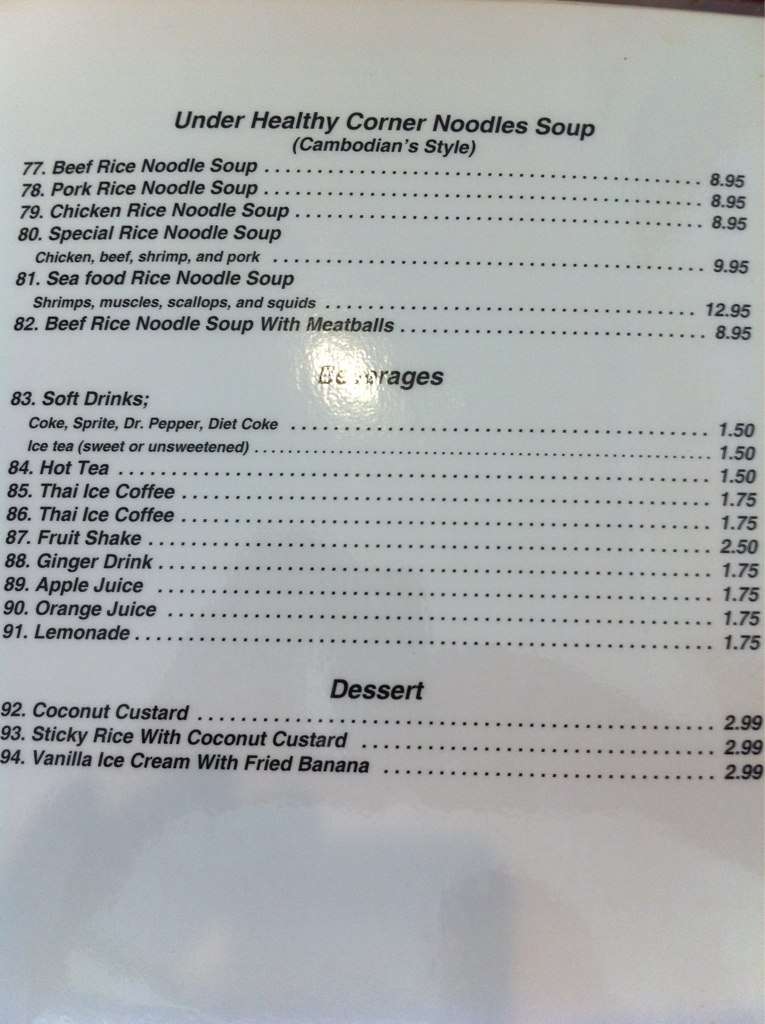 Under Healthy Corner Noodles Soup
(Cambodian's Style)
77. Beef Rice Noodle Soup ........ 8.95
78. Pork Rice Noodle Soup ........ 8.95
79. Chicken Rice Noodle Soup ........ 8.95
80. Special Rice Noodle Soup
Chicken, beef, shrimp, and pork ........ 9.95
81. Sea food Rice Noodle Soup
Shrimps, muscles, scallops, and squids ........ 12.95
82. Beef Rice Noodle Soup With Meatballs ........ 8.95
Beverages
83. Soft Drinks;
Coke, Sprite, Dr. Pepper, Diet Coke ........ 1.50
Ice tea (sweet or unsweetened) ........ 1.50
84. Hot Tea ........ 1.50
85. Thai Ice Coffee ........ 1.75
86. Thai Ice Coffee ........ 1.75
87. Fruit Shake ........ 2.50
88. Ginger Drink ........ 1.75
89. Apple Juice ........ 1.75
90. Orange Juice ........ 1.75
91. Lemonade ........ 1.75
Dessert
92. Coconut Custard ........ 2.99
93. Sticky Rice With Coconut Custard ........ 2.99
94. Vanilla Ice Cream With Fried Banana ........ 2.99